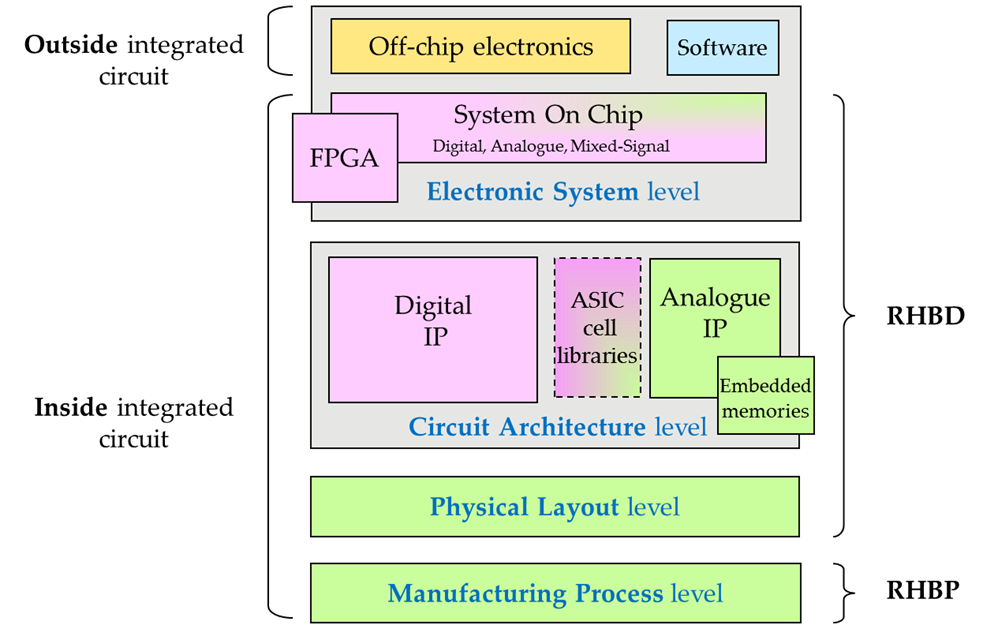 Outside integrated
circuit
Off-chip electronics
Software
System On Chip
Digital, Analogue, Mixed-Signal
FPGA
Electronic System level
Digital
IP
ASIC
cell
libraries
Analogue
IP
Embedded
memories
Circuit Architecture level
RHBD
Inside integrated
circuit
Physical Layout level
Manufacturing Process level
RHBP